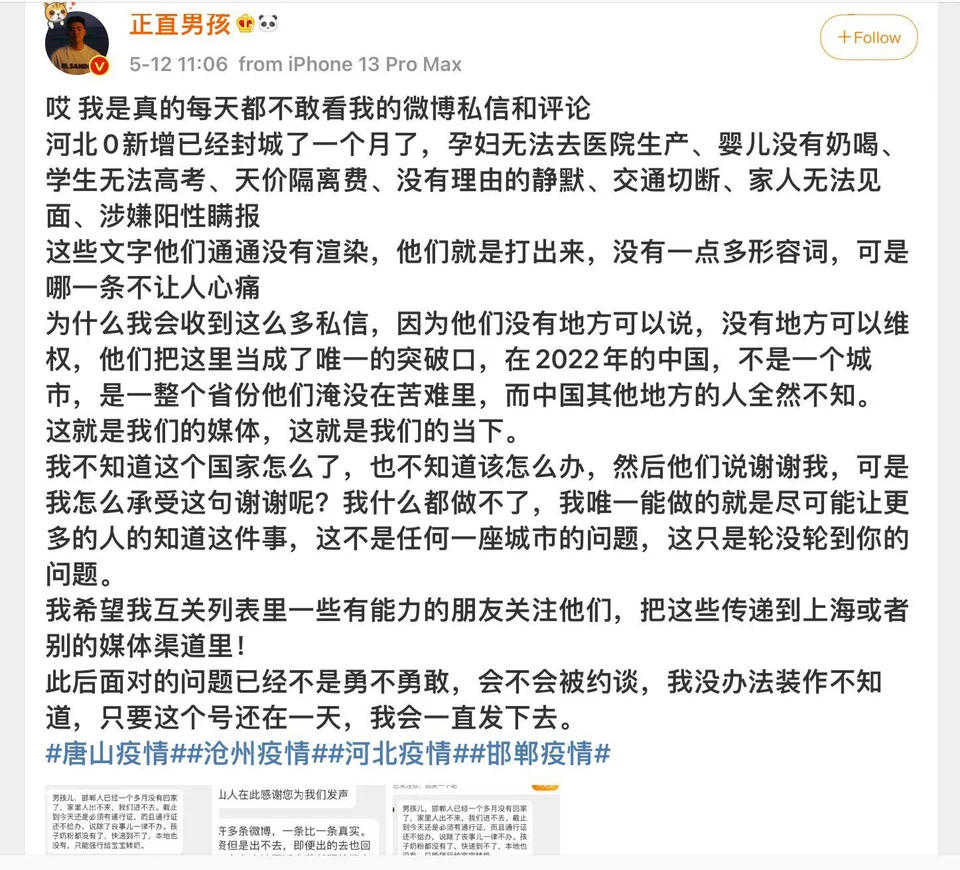 正直男孩
5-12 11:06 from iPhone 13 Pro Max
+Follow
哎 我是真的每天都不敢看我的微博私信和评论
河北0新增已经封城了一个月了，孕妇无法去医院生产、婴儿没有奶喝、
学生无法高考、天价隔离费、没有理由的静默、交通切断、家人无法见
面、涉嫌阳性瞒报
这些文字他们通通没有渲染，他们就是打出来，没有一点多形容词，可是
哪一条不让人心痛
为什么我会收到这么多私信，因为他们没有地方可以说，没有地方可以维
权，他们把这里当成了唯一的突破口，在2022年的中国，不是一个城
市，是一整个省份他们淹没在苦难里，而中国其他地方的人全然不知。
这就是我们的媒体，这就是我们的当下。
我不知道这个国家怎么了，也不知道该怎么办，然后他们说谢谢我，可是
我怎么承受这句谢谢呢？我什么都做不了，我唯一能做的就是尽可能让更
多的人的知道这件事，这不是任何一座城市的问题，这只是轮没轮到你的
问题。
我希望我互关列表里一些有能力的朋友关注他们，把这些传递到上海或者
别的媒体渠道里！
此后面对的问题已经不是勇不勇敢，会不会被约谈，我没办法装作不知
道，只要这个号还在一天，我会一直发下去。
#唐山疫情##沧州疫情##河北疫情##邯郸疫情#
男孩儿，邯郸人已经一个多月没有回家
了，家里人出不来，我们进不去。截止
到今天还是必须有通行证，而且通行证
还不给办。说除了丧事儿一律不办。孩
子奶粉都没有了，快递到不了，本地也
没有，只能强行给宝宝转奶。
山人在此感谢您为我们发声
许多条微博，一条比一条真实。
资但是出不去，即便出的去也回
男孩儿，邯郸人已经一个多月没有回家
了，家里人出不来，我们进不去。截止
到今天还是必须有通行证，而且通行证
还不给办。说除了丧事儿一律不办。孩
子奶粉都没有了，快递到不了，本地也
没有，只能强行给宝宝转奶。